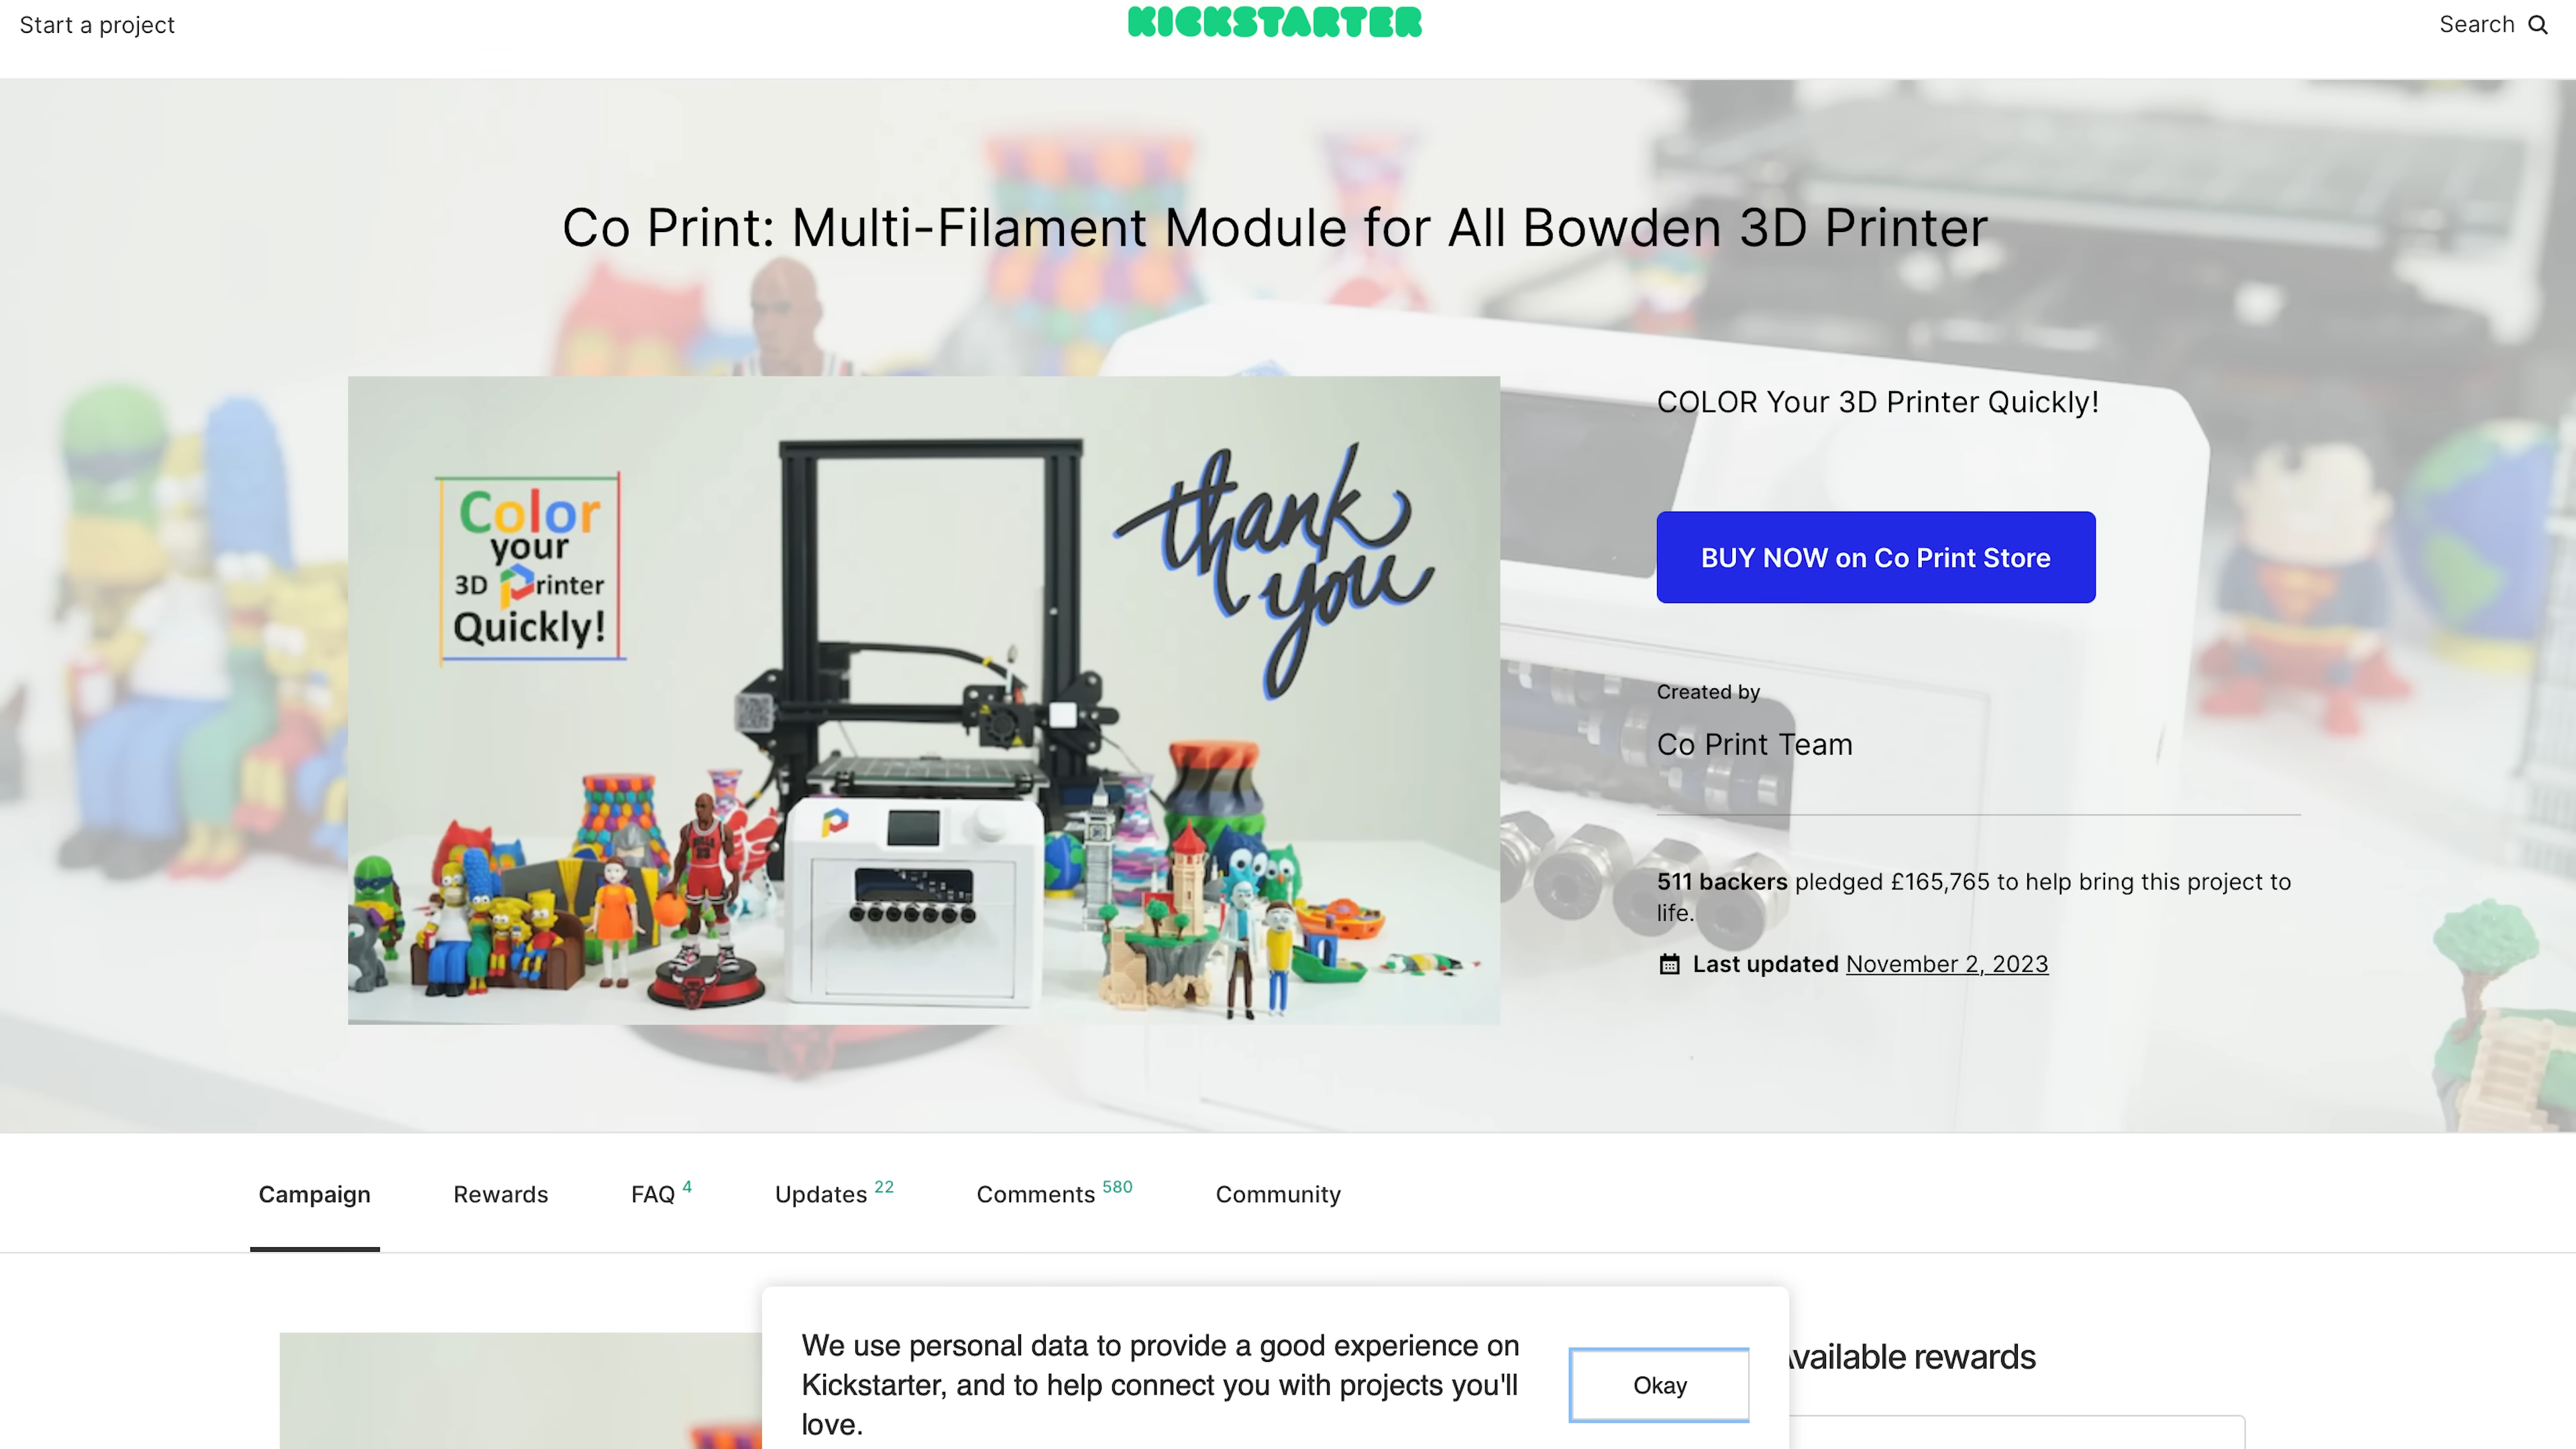 Start a project
KICKSTARTER
Search
Co Print: Multi-Filament Module for All Bowden 3D Printer
Color
your
3D Printer
Quickly!
thank
you
COLOR Your 3D Printer Quickly!
BUY NOW on Co Print Store
Created by
Co Print Team
511 backers pledged £165,765 to help bring this project to
life.
Last updated November 2, 2023
Campaign
Rewards
FAQ 4
Updates 22
Comments 580
Community
We use personal data to provide a good experience on
Kickstarter, and to help connect you with projects you'll
love.
Okay
vailable rewards